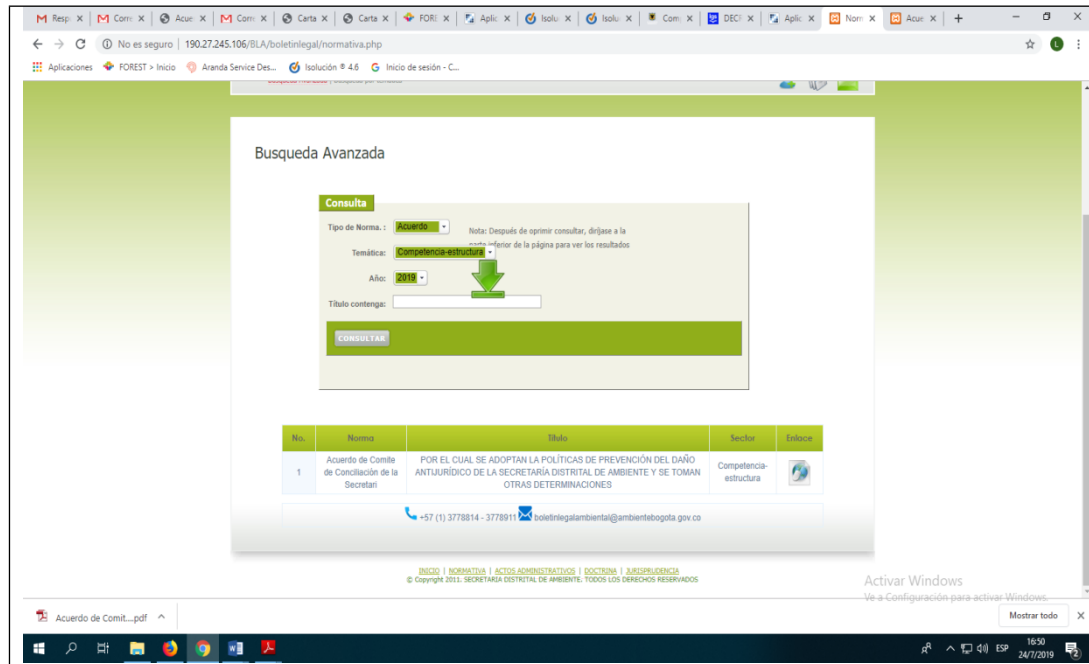 Resp
Com
Acue
Com
Carta
Carta
FORE
Aplic
Isolu
Isolu
Com
DECR
Aplic
Norm
Acue
No es seguro | 190.27.245.106/BLA/boletinlegal/normativa.php
L
Aplicaciones FOREST > Inicio Aranda Service Des... Isolución ® 4.6 Inicio de sesión - C...
Busqueda Avanzada
Consulta
Tipo de Norma. : Acuerdo
Nota: Después de oprimir consultar, diríjase a la
parte inferior de la página para ver los resultados
Temática: Competencia-estructura
Año: 2019
Título contenga:
CONSULTAR
No. Norma Título Sector Enlace
1
Acuerdo de Comite
de Conciliación de la
Secretari
POR EL CUAL SE ADOPTAN LA POLÍTICAS DE PREVENCIÓN DEL DAÑO
ANTIJURÍDICO DE LA SECRETARÍA DISTRITAL DE AMBIENTE Y SE TOMAN
OTRAS DETERMINACIONES
Competencia-
estructura
+57 (1) 3778814 - 3778911 boletinlegalambiental@ambientebogota.gov.co
INICIO | NORMATIVA | ACTOS ADMINISTRATIVOS | DOCTRINA | JURISPRUDENCIA
© Copyright 2011. SECRETARIA DISTRITAL DE AMBIENTE. TODOS LOS DERECHOS RESERVADOS
Activar Windows
Ve a Configuración para activar Windows.
Acuerdo de Comit....pdf
Mostrar todo
ESP
16:50
24/7/2019
2